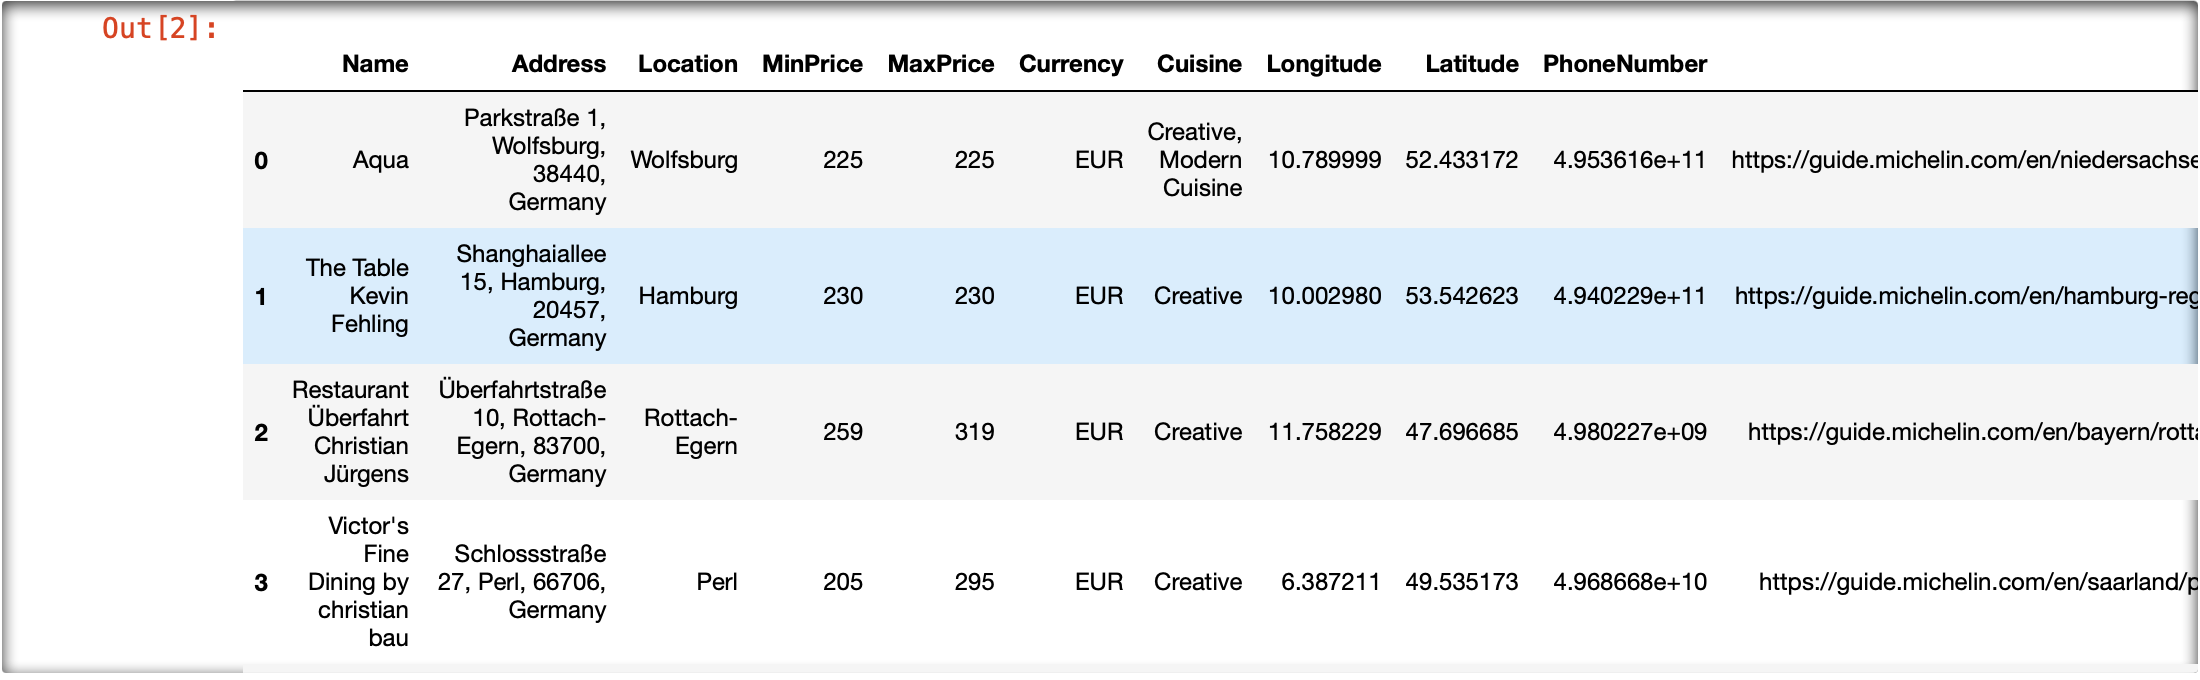 Out[2]:
Name Address Location MinPrice MaxPrice Currency Cuisine Longitude Latitude PhoneNumber
0 Aqua Parkstraße 1, Wolfsburg, 38440, Germany Wolfsburg 225 225 EUR Creative, Modern Cuisine 10.789999 52.433172 4.953616e+11 https://guide.michelin.com/en/niedersachse
1 The Table Kevin Fehling Shanghaiallee 15, Hamburg, 20457, Germany Hamburg 230 230 EUR Creative 10.002980 53.542623 4.940229e+11 https://guide.michelin.com/en/hamburg-reg
2 Restaurant Überfahrt Christian Jürgens Überfahrtstraße 10, Rottach-Egern, 83700, Germany Rottach-Egern 259 319 EUR Creative 11.758229 47.696685 4.980227e+09 https://guide.michelin.com/en/bayern/rotta
3 Victor's Fine Dining by christian bau Schlossstraße 27, Perl, 66706, Germany Perl 205 295 EUR Creative 6.387211 49.535173 4.968668e+10 https://guide.michelin.com/en/saarland/p